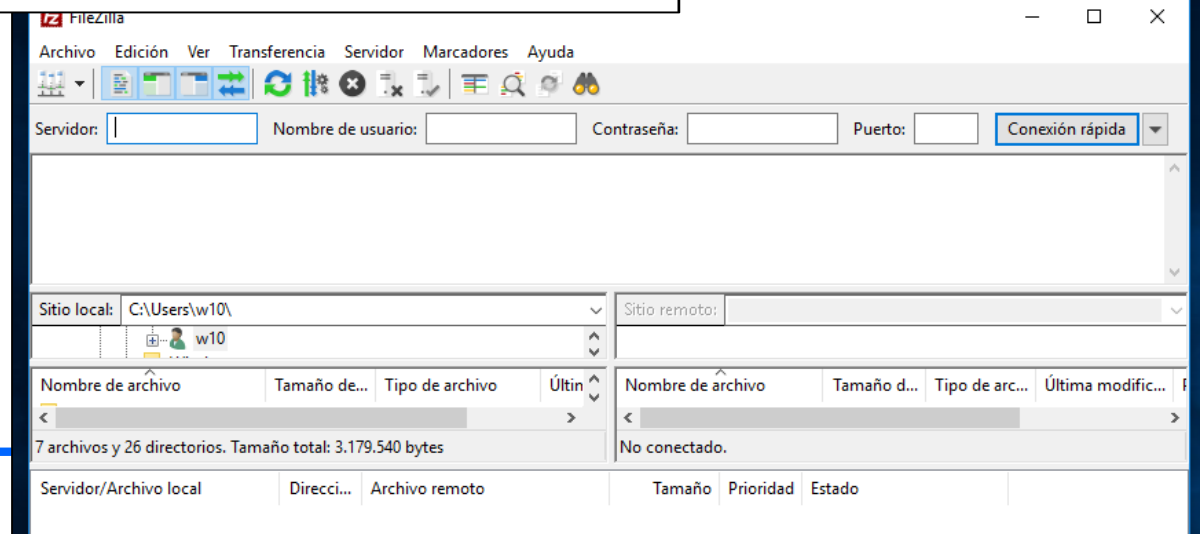 FileZilla
Archivo Edición Ver Transferencia Servidor Marcadores Ayuda
Servidor: Nombre de usuario: Contraseña: Puerto: Conexión rápida
Sitio local: C:\Users\w10\ Sitio remoto:
w10
Nombre de archivo Tamaño de... Tipo de archivo Últin Nombre de archivo Tamaño d... Tipo de arc... Última modific...
7 archivos y 26 directorios. Tamaño total: 3.179.540 bytes No conectado.
Servidor/Archivo local Direcci... Archivo remoto Tamaño Prioridad Estado